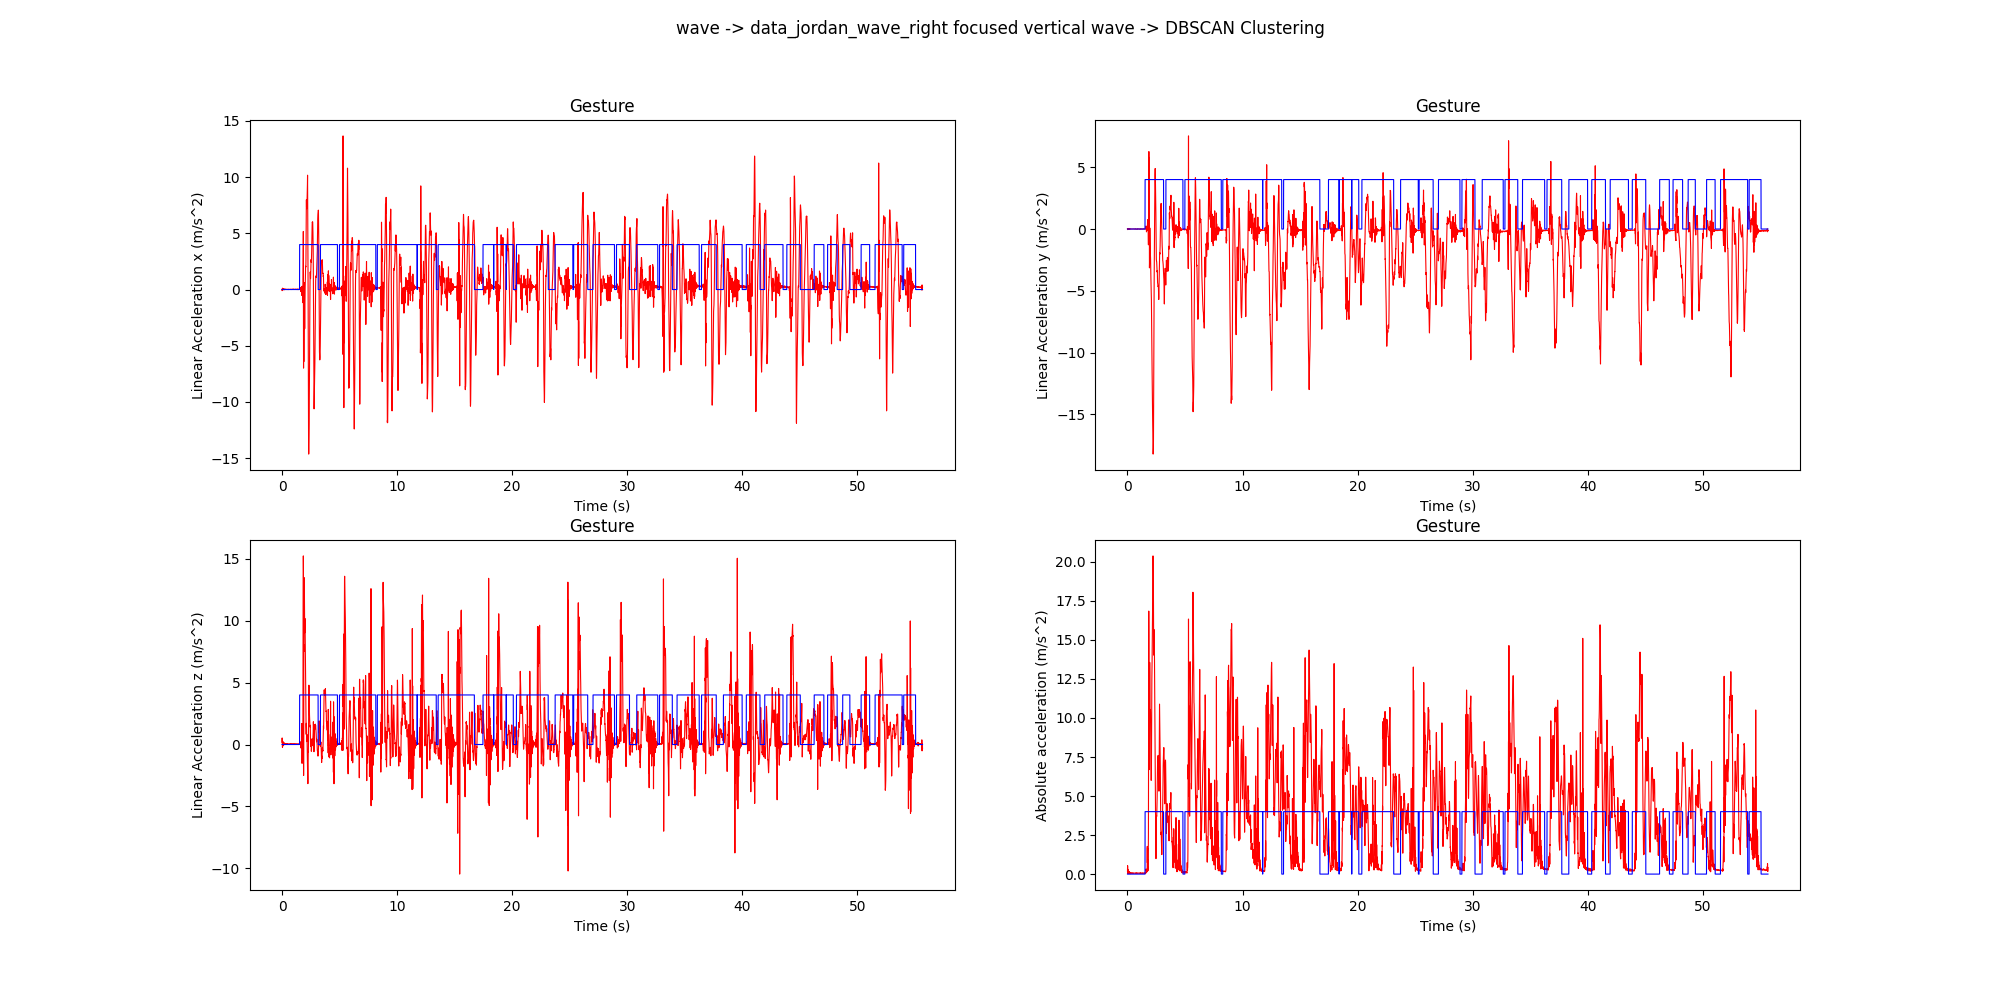 wave -> data_jordan_wave_right focused vertical wave -> DBSCAN Clustering
Gesture
15
10
5
0
−5
−10
−15
Linear Acceleration x (m/s^2)
0 10 20 30 40 50
Time (s)
Gesture
5
0
−5
−10
−15
Linear Acceleration y (m/s^2)
0 10 20 30 40 50
Time (s)
Gesture
15
10
5
0
−5
−10
Linear Acceleration z (m/s^2)
0 10 20 30 40 50
Time (s)
Gesture
20.0
17.5
15.0
12.5
10.0
7.5
5.0
2.5
0.0
Absolute acceleration (m/s^2)
0 10 20 30 40 50
Time (s)